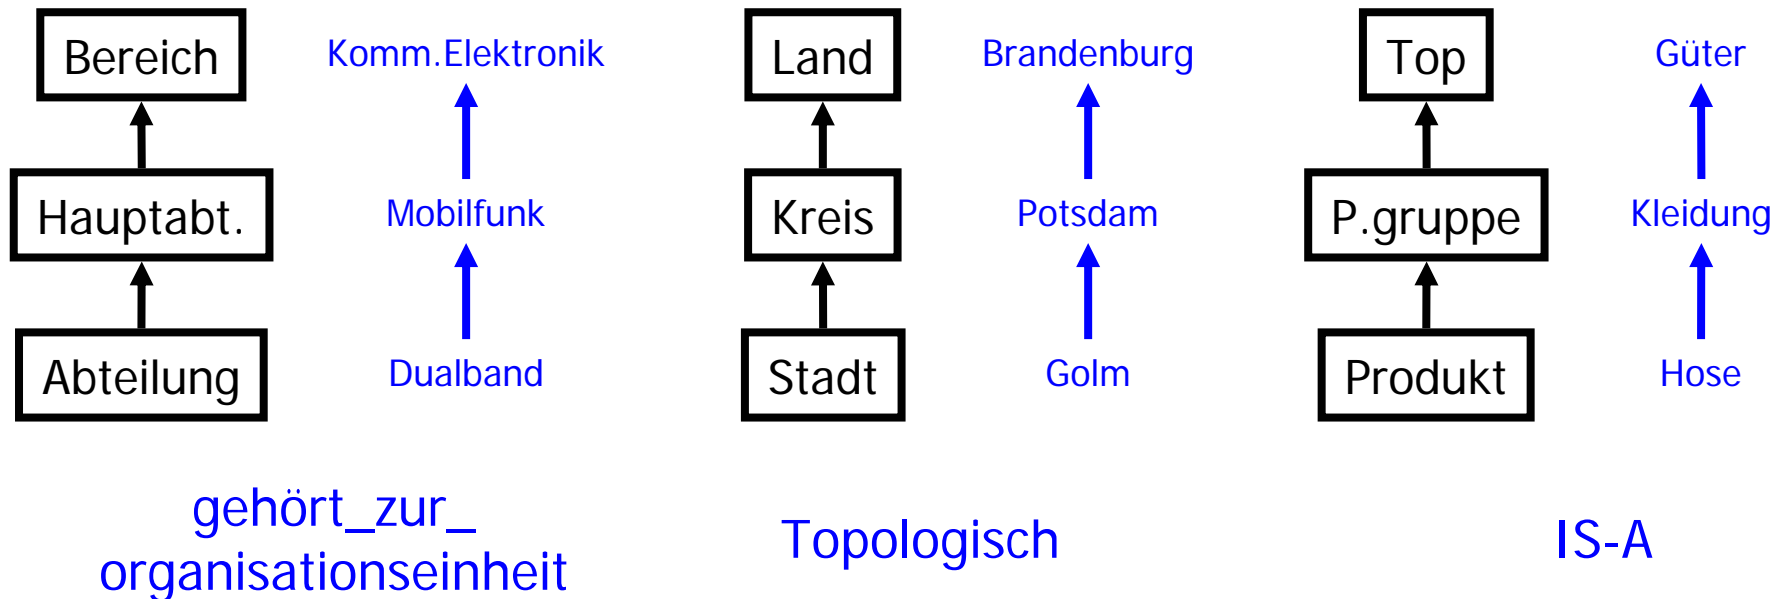 Bereich
Komm.Elektronik
Hauptabt.
Mobilfunk
Abteilung
Dualband
gehört_zur_
organisationseinheit
Land
Brandenburg
Kreis
Potsdam
Stadt
Golm
Topologisch
Top
Güter
P.gruppe
Kleidung
Produkt
Hose
IS-A